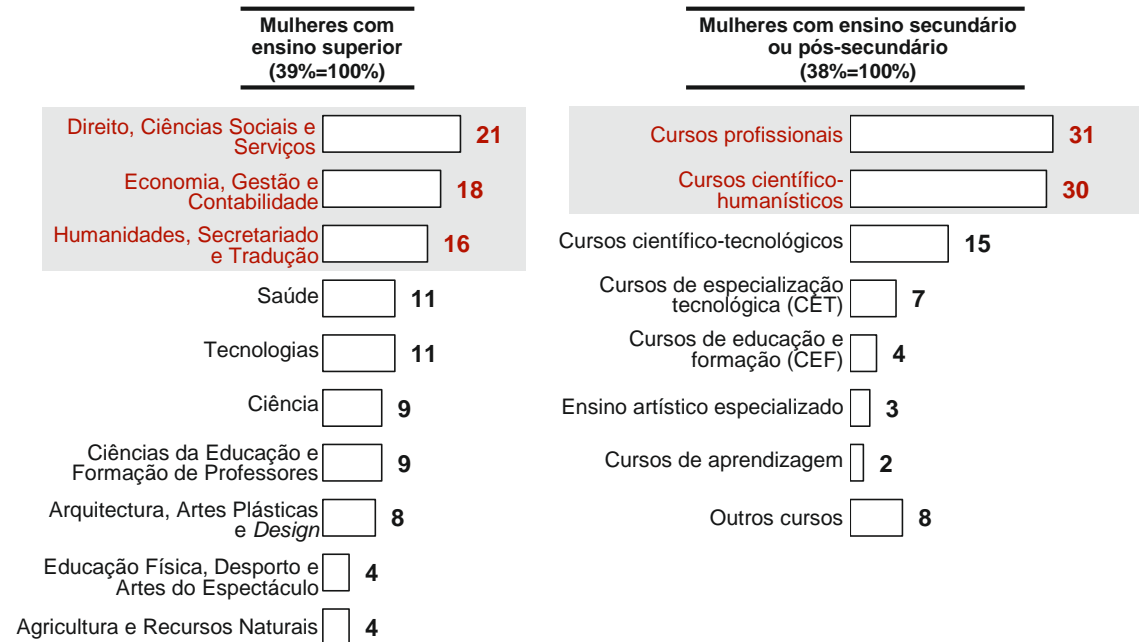 Mulheres com
ensino superior
(39%=100%)
Direito, Ciências Sociais e
Serviços
21
Economia, Gestão e
Contabilidade
18
Humanidades, Secretariado
e Tradução
16
Saúde
11
Tecnologias
11
Ciência
9
Ciências da Educação e
Formação de Professores
9
Arquitectura, Artes Plásticas
e Design
8
Educação Física, Desporto e
Artes do Espectáculo
4
Agricultura e Recursos Naturais
4
Mulheres com ensino secundário
ou pós-secundário
(38%=100%)
Cursos profissionais
31
Cursos científico-
humanísticos
30
Cursos científico-tecnológicos
15
Cursos de especialização
tecnológica (CET)
7
Cursos de educação e
formação (CEF)
4
Ensino artístico especializado
3
Cursos de aprendizagem
2
Outros cursos
8